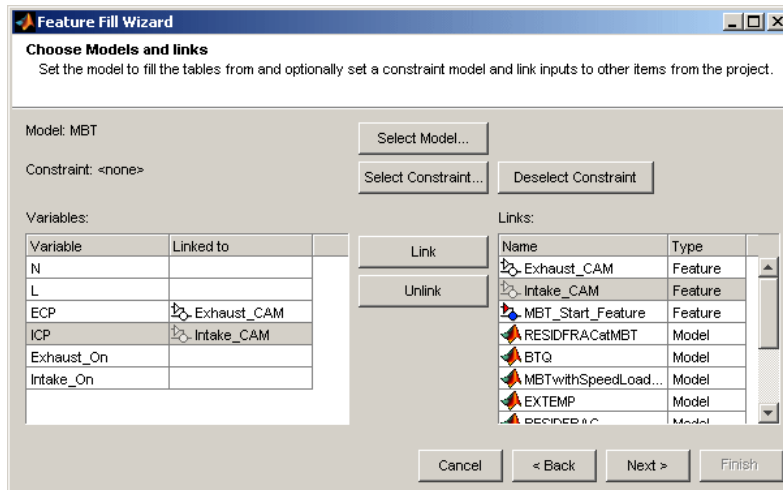 Feature Fill Wizard
Choose Models and links
Set the model to fill the tables from and optionally set a constraint model and link inputs to other items from the project.
Model: MBT
Select Model...
Constraint: <none>
Select Constraint...
Deselect Constraint
Variables:
Links:
Variable Linked to
N
L
ECP Exhaust_CAM
ICP Intake_CAM
Exhaust_On
Intake_On
Link
Unlink
Name Type
Exhaust_CAM Feature
Intake_CAM Feature
MBT_Start_Feature Feature
RESIDFRACatMBT Model
BTQ Model
MBTwithSpeedLoad... Model
EXTEMP Model
RESIDFRAC Model
Cancel
< Back
Next >
Finish